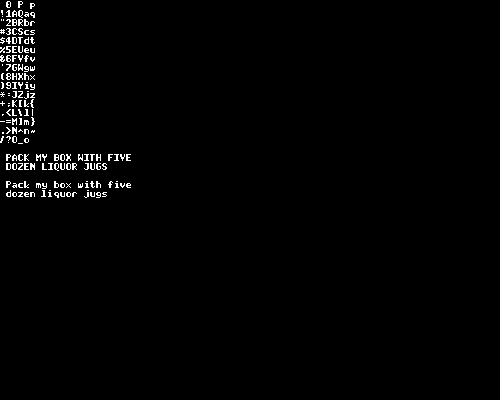 0 P p
!1AQaq
"2BRbr
#3CScs
$4DTdt
%5EUeu
&6FVfv
'7GWgw
(8HXhx
)9IYiy
*:JZjz
+;K[k{
,<L\l|
-=M]m}
.>N^n~
/?O_o
PACK MY BOX WITH FIVE
DOZEN LIQUOR JUGS
Pack my box with five
dozen liquor jugs